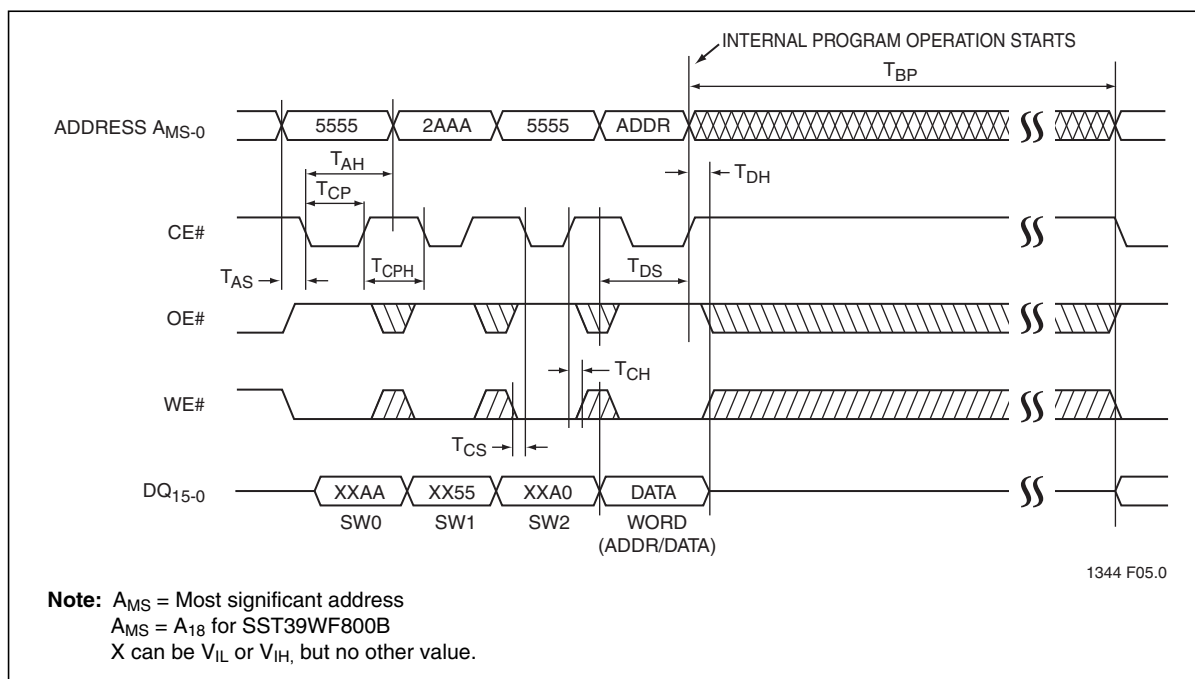 INTERNAL PROGRAM OPERATION STARTS
TBP
ADDRESS AMS-0
5555
2AAA
5555
ADDR
TAH
TDH
TCP
CE#
TAS
TCPH
TDS
OE#
TCH
WE#
TCS
DQ15-0
XXAA
XX55
XXA0
DATA
SW0
SW1
SW2
WORD
(ADDR/DATA)
1344 F05.0
Note: AMS = Most significant address
AMS = A18 for SST39WF800B
X can be VIL or VIH, but no other value.